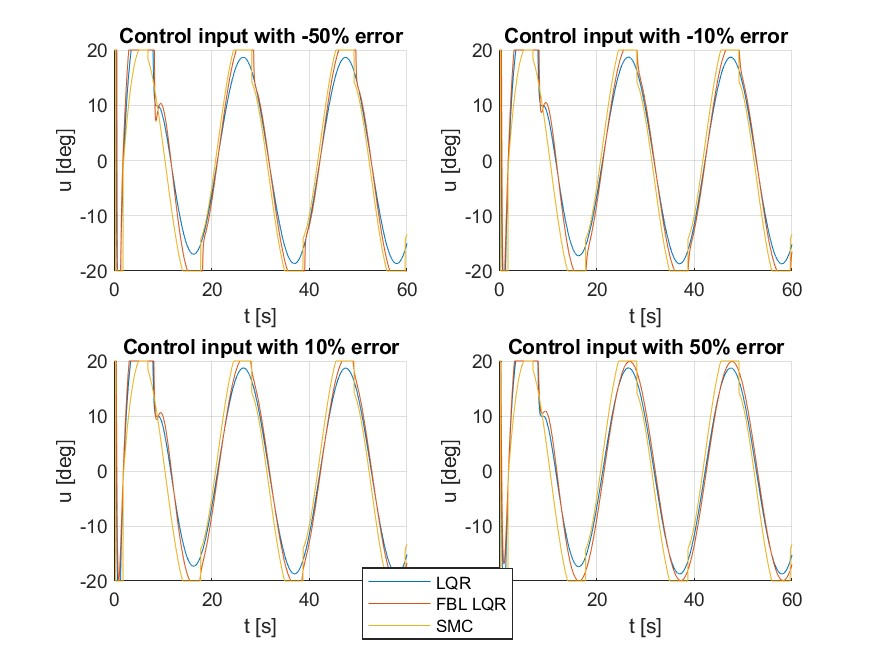 Control input with -50% error
20
10
0
-10
-20
u [deg]
0
20
40
60
t [s]
Control input with -10% error
20
10
0
-10
-20
u [deg]
0
20
40
60
t [s]
Control input with 10% error
20
10
0
-10
-20
u [deg]
0
20
40
t [s]
Control input with 50% error
20
10
0
-10
u [deg]
20
40
60
t [s]
LQR
FBL LQR
SMC